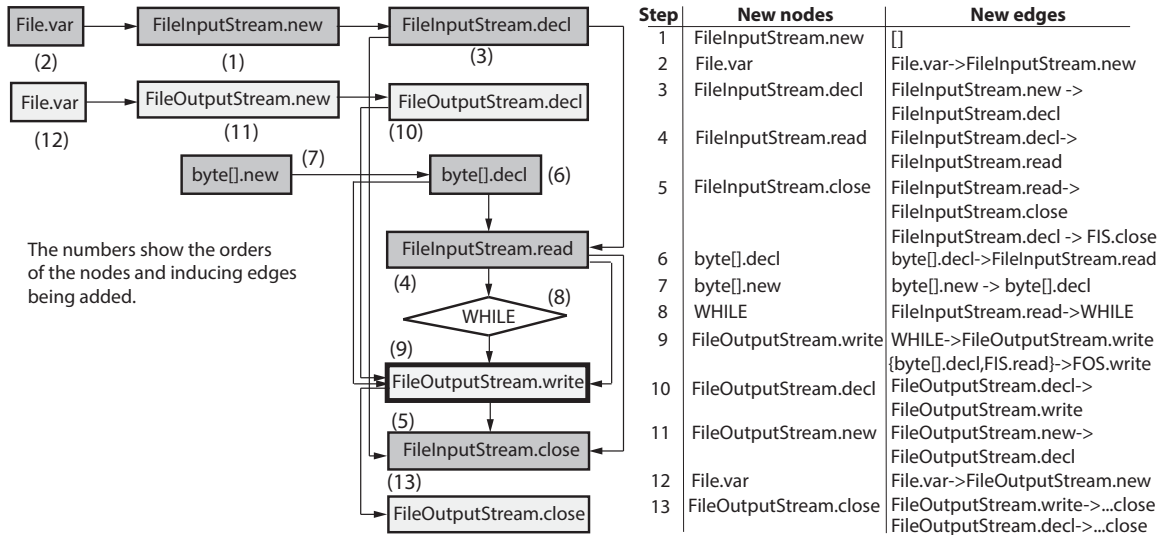 File.var
FileInputStream.new
FileInputStream.decl
(2)
(1)
(3)
File.var
FileOutputStream.new
FileOutputStream.decl
(12)
(11)
(10)
byte[].new
(7)
byte[].decl
(6)
The numbers show the orders
of the nodes and inducing edges
being added.
FileInputStream.read
(4)
(8)
WHILE
(9)
FileOutputStream.write
(5)
FileInputStream.close
(13)
FileOutputStream.close
Step New nodes New edges
1 FileInputStream.new []
2 File.var File.var->FileInputStream.new
3 FileInputStream.decl FileInputStream.new ->
FileInputStream.decl
4 FileInputStream.read FileInputStream.decl->
FileInputStream.read
5 FileInputStream.close FileInputStream.read->
FileInputStream.close
FileInputStream.decl -> FIS.close
6 byte[].decl byte[].decl->FileInputStream.read
7 byte[].new byte[].new -> byte[].decl
8 WHILE FileInputStream.read->WHILE
9 FileOutputStream.write WHILE->FileOutputStream.write
{byte[].decl,FIS.read}->FOS.write
10 FileOutputStream.decl FileOutputStream.decl->
FileOutputStream.write
11 FileOutputStream.new FileOutputStream.new->
FileOutputStream.decl
12 File.var File.var->FileOutputStream.new
13 FileOutputStream.close FileOutputStream.write->...close
FileOutputStream.decl->...close